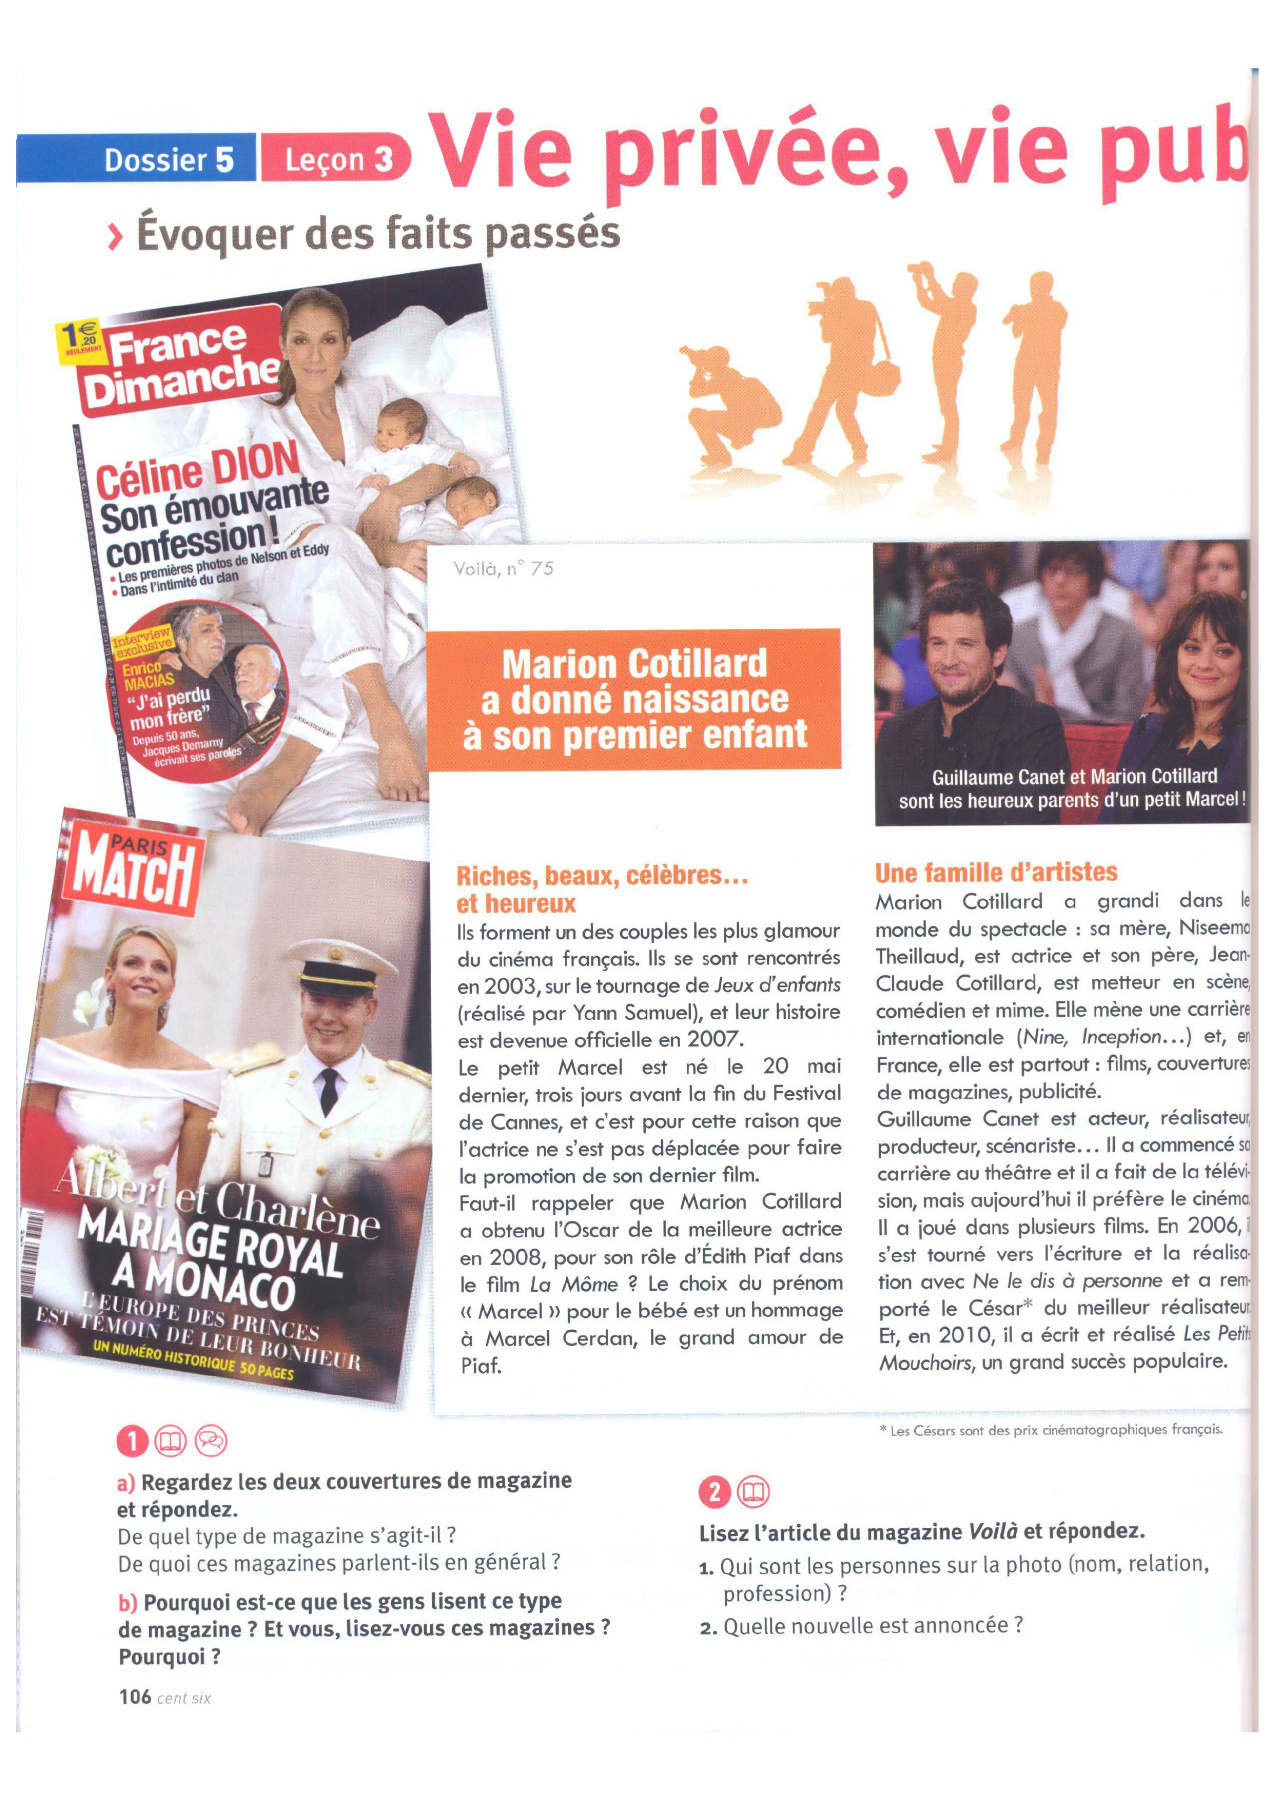 Dossier 5
Leçon 3
Vie privée, vie pub
› Évoquer des faits passés
1€
,20
SEULEMENT
France
Dimanche
Céline DION
Son émouvante
confession !
• Les premières photos de Nelson et Eddy
• Dans l'intimité du clan
Interview
exclusive
Enrico
MACIAS
"J'ai perdu
mon frère"
Depuis 50 ans,
Jacques Demarny
écrivait ses paroles
PARIS
MATCH
Albert et Charlène
MARIAGE ROYAL
A MONACO
L'EUROPE DES PRINCES
EST TÉMOIN DE LEUR BONHEUR
UN NUMÉRO HISTORIQUE 50 PAGES
Voilà, n° 75
Marion Cotillard
a donné naissance
à son premier enfant
Guillaume Canet et Marion Cotillard
sont les heureux parents d'un petit Marcel !
Riches, beaux, célèbres...
et heureux
Ils forment un des couples les plus glamour
du cinéma français. Ils se sont rencontrés
en 2003, sur le tournage de Jeux d'enfants
(réalisé par Yann Samuel), et leur histoire
est devenue officielle en 2007.
Le petit Marcel est né le 20 mai
dernier, trois jours avant la fin du Festival
de Cannes, et c'est pour cette raison que
l'actrice ne s'est pas déplacée pour faire
la promotion de son dernier film.
Faut-il rappeler que Marion Cotillard
a obtenu l'Oscar de la meilleure actrice
en 2008, pour son rôle d'Édith Piaf dans
le film La Môme ? Le choix du prénom
« Marcel » pour le bébé est un hommage
à Marcel Cerdan, le grand amour de
Piaf.
Une famille d'artistes
Marion Cotillard a grandi dans le
monde du spectacle : sa mère, Niseema
Theillaud, est actrice et son père, Jean-
Claude Cotillard, est metteur en scène,
comédien et mime. Elle mène une carrière
internationale (Nine, Inception...) et, en
France, elle est partout : films, couvertures
de magazines, publicité.
Guillaume Canet est acteur, réalisateur,
producteur, scénariste... Il a commencé sa
carrière au théâtre et il a fait de la télévi-
sion, mais aujourd'hui il préfère le cinéma.
Il a joué dans plusieurs films. En 2006, i
s'est tourné vers l'écriture et la réalisa-
tion avec Ne le dis à personne et a rem-
porté le César* du meilleur réalisateur.
Et, en 2010, il a écrit et réalisé Les Petits
Mouchoirs, un grand succès populaire.
* Les Césars sont des prix cinématographiques français.
1
a) Regardez les deux couvertures de magazine
et répondez.
De quel type de magazine s'agit-il ?
De quoi ces magazines parlent-ils en général ?
b) Pourquoi est-ce que les gens lisent ce type
de magazine ? Et vous, lisez-vous ces magazines ?
Pourquoi ?
2
Lisez l'article du magazine Voilà et répondez.
1. Qui sont les personnes sur la photo (nom, relation,
profession) ?
2. Quelle nouvelle est annoncée ?
106 cent six